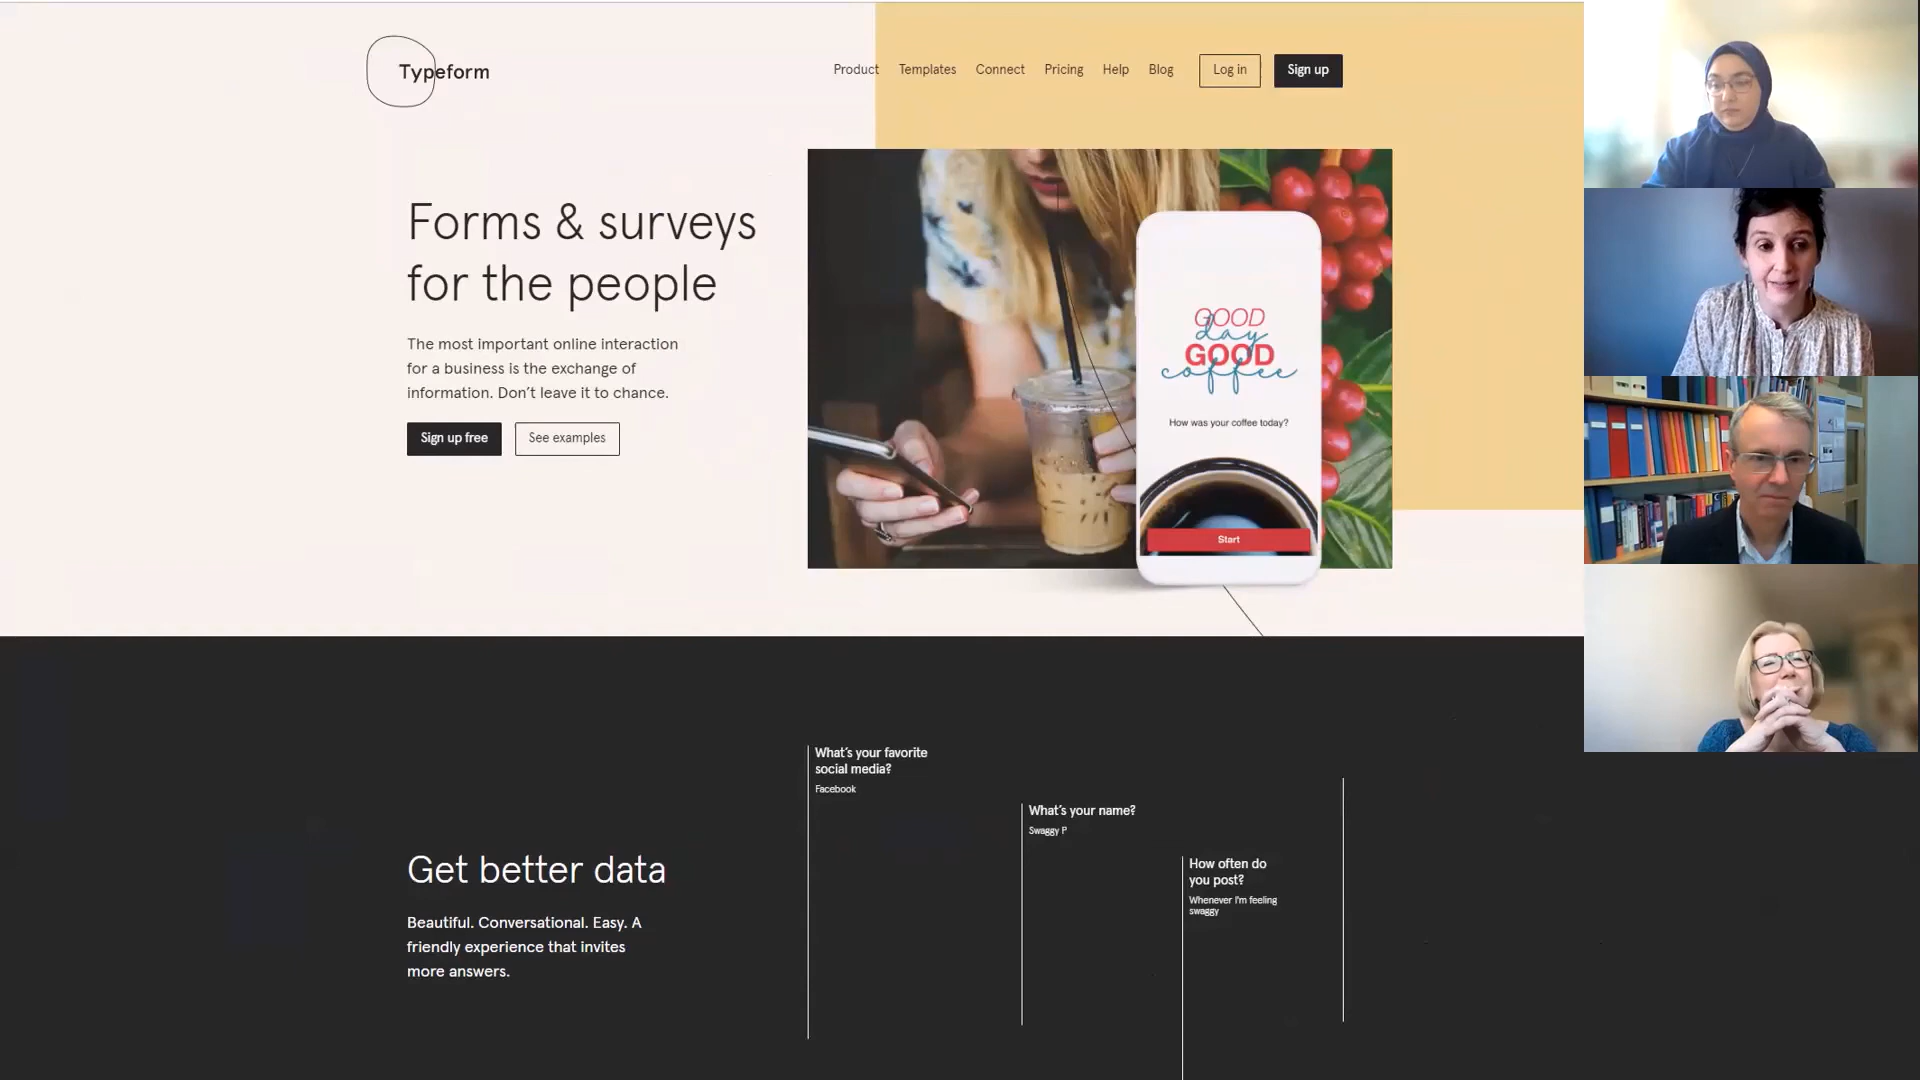 Typeform
Product
Templates
Connect
Pricing
Help
Blog
Log in
Sign up
Forms & surveys
for the people
The most important online interaction
for a business is the exchange of
information. Don’t leave it to chance.
Sign up free
See examples
GOOD
day
GOOD
coffee
How was your coffee today?
Start
Get better data
Beautiful. Conversational. Easy. A
friendly experience that invites
more answers.
What’s your favorite
social media?
Facebook
What’s your name?
Swaggy P
How often do
you post?
Whenever I’m feeling
swaggy